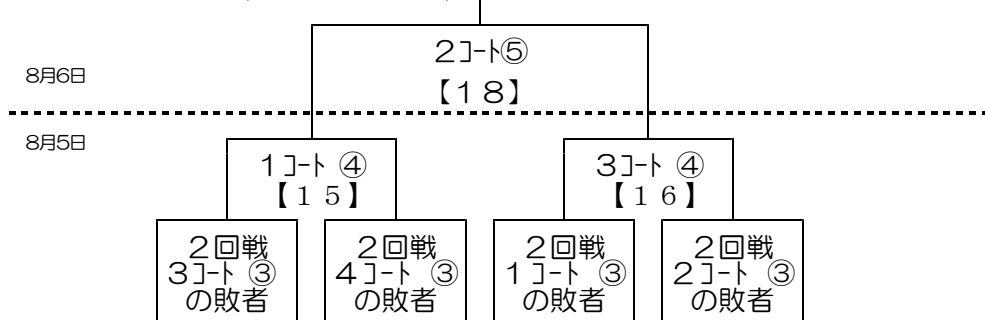 2ｺｰﾄ⑤
8月6日
【18】
8月5日
1ｺｰﾄ ④
【15】
3ｺｰﾄ ④
【16】
2回戦
3ｺｰﾄ ③
の敗者
2回戦
4ｺｰﾄ ③
の敗者
2回戦
1ｺｰﾄ ③
の敗者
2回戦
2ｺｰﾄ ③
の敗者